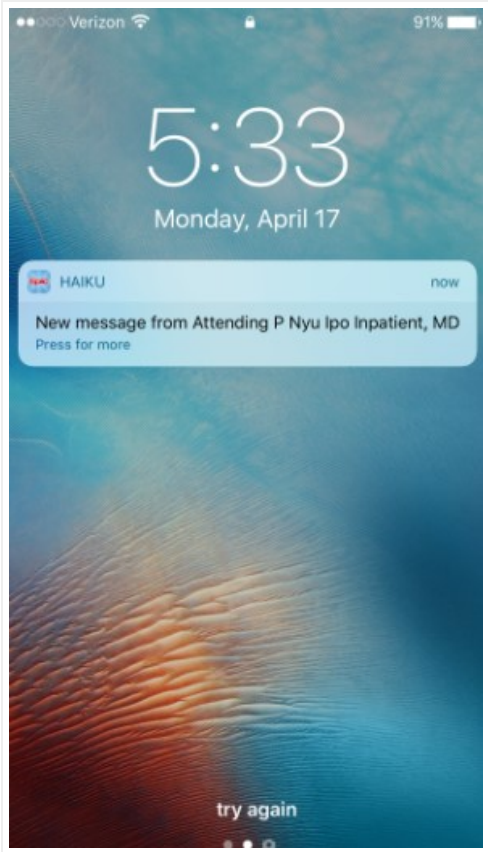 Verizon 91%
5:33
Monday, April 17
HAIKU now
New message from Attending P Nyu Ipo Inpatient, MD
Press for more
try again